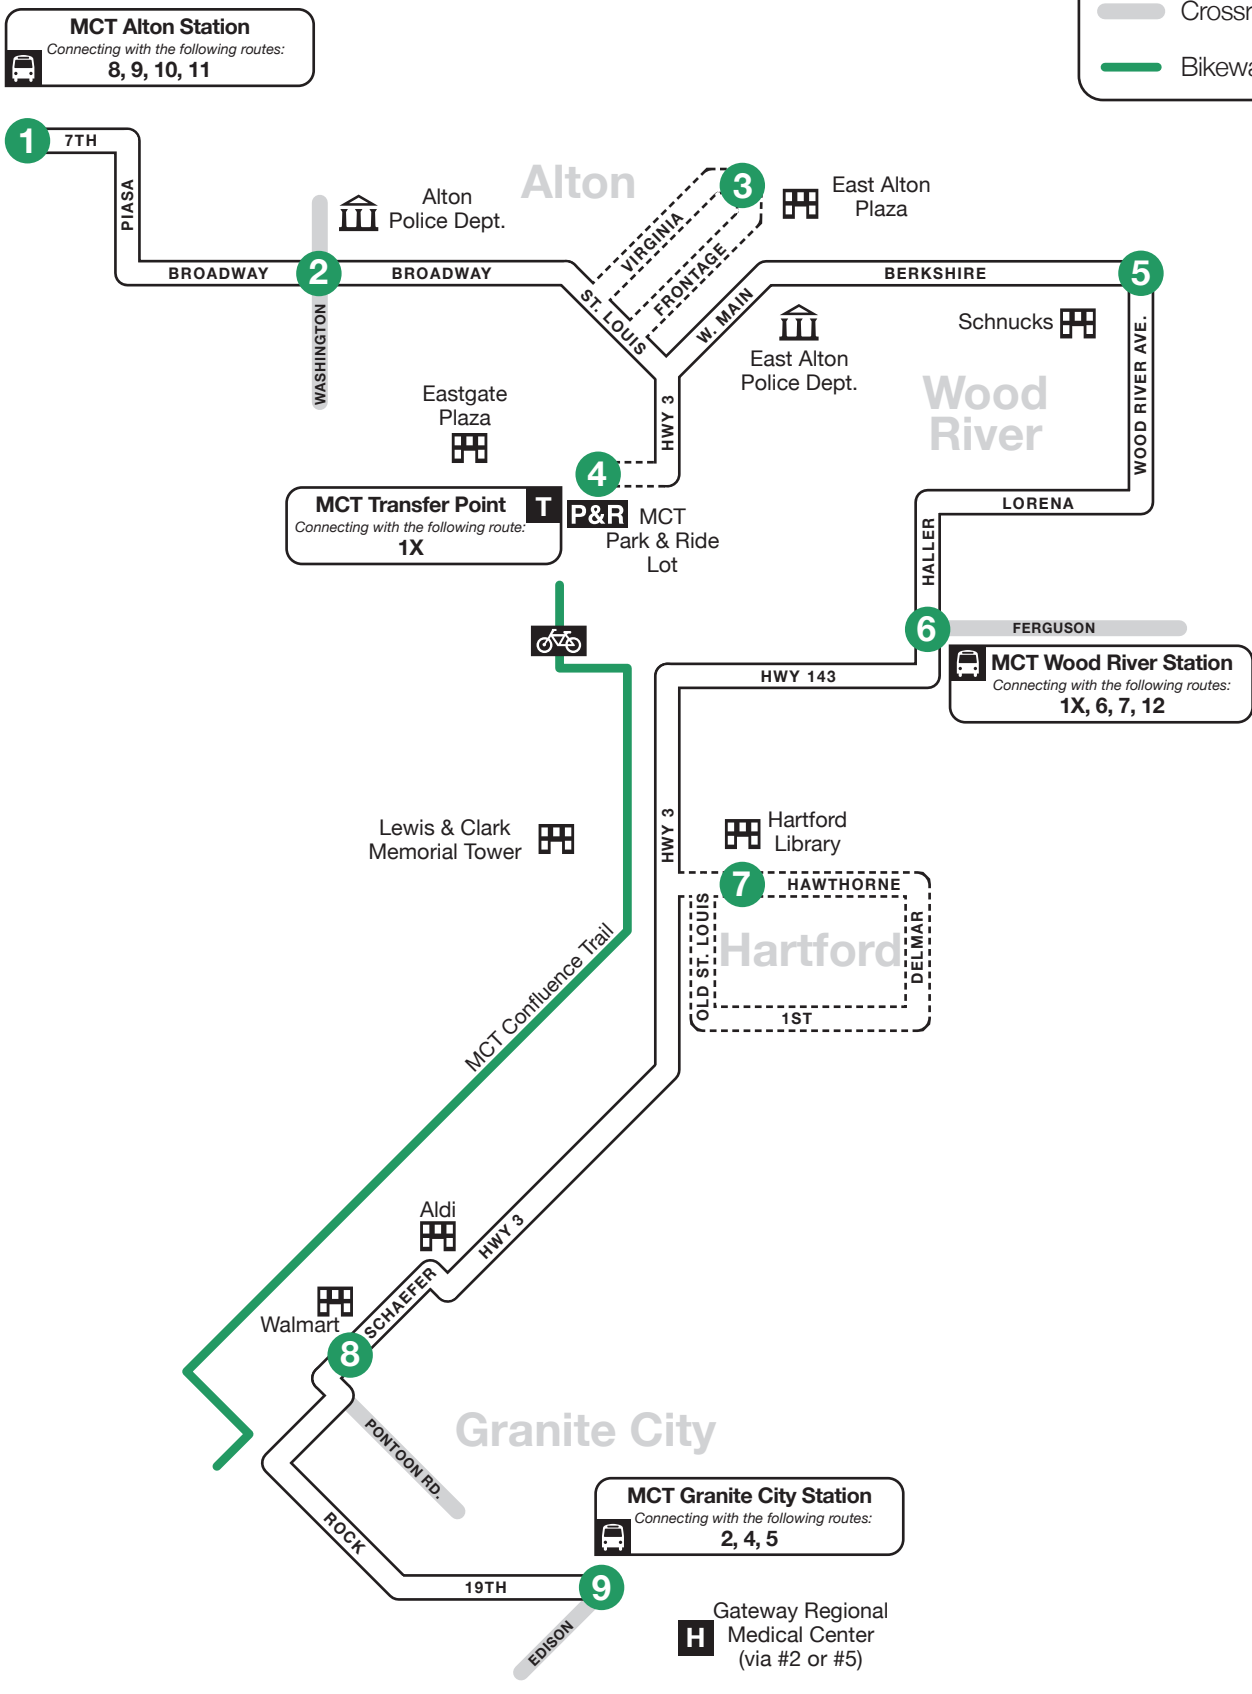 MCT Alton Station
Connecting with the following routes:
8, 9, 10, 11
Bikewa
1
7TH
PIASA
Alton
Alton
Police Dept.
3
East Alton
Plaza
VIRGINIA
FRONTAGE
BROADWAY
2
BROADWAY
ST. LOUIS
W. MAIN
BERKSHIRE
5
WASHINGTON
East Alton
Police Dept.
Schnucks
WOOD RIVER AVE.
Wood
River
Eastgate
Plaza
HWY 3
4
MCT Transfer Point
Connecting with the following route:
1X
T
P&R
MCT
Park & Ride
Lot
LORENA
HALLER
6
FERGUSON
MCT Wood River Station
Connecting with the following routes:
1X, 6, 7, 12
HWY 143
HWY 3
Lewis & Clark
Memorial Tower
Hartford
Library
7
HAWTHORNE
OLD ST. LOUIS
Hartford
DELMAR
1ST
MCT Confluence Trail
Aldi
HWY 3
SCHAEFER
Walmart
8
PONTOON RD.
Granite City
ROCK
MCT Granite City Station
Connecting with the following routes:
2, 4, 5
19TH
9
EDISON
H
Gateway Regional
Medical Center
(via #2 or #5)